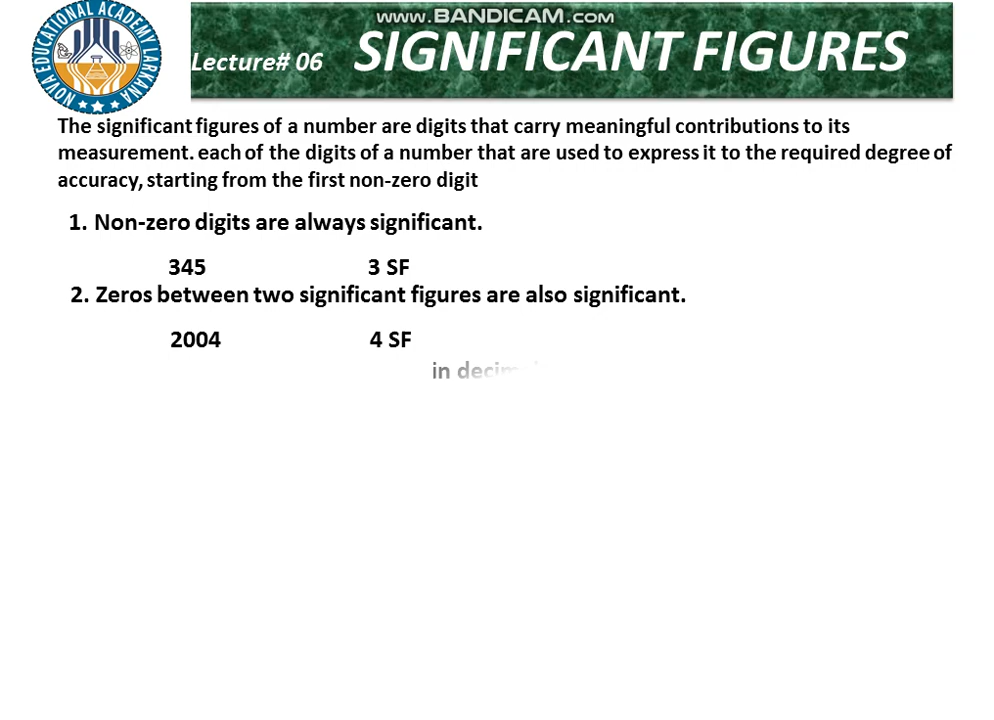 NOVA EDUCATIONAL ACADEMY LARKANA
www.BANDICAM.com
Lecture# 06 SIGNIFICANT FIGURES
The significant figures of a number are digits that carry meaningful contributions to its
measurement. each of the digits of a number that are used to express it to the required degree of
accuracy, starting from the first non-zero digit
1. Non-zero digits are always significant.
345 3 SF
2. Zeros between two significant figures are also significant.
2004 4 SF
in